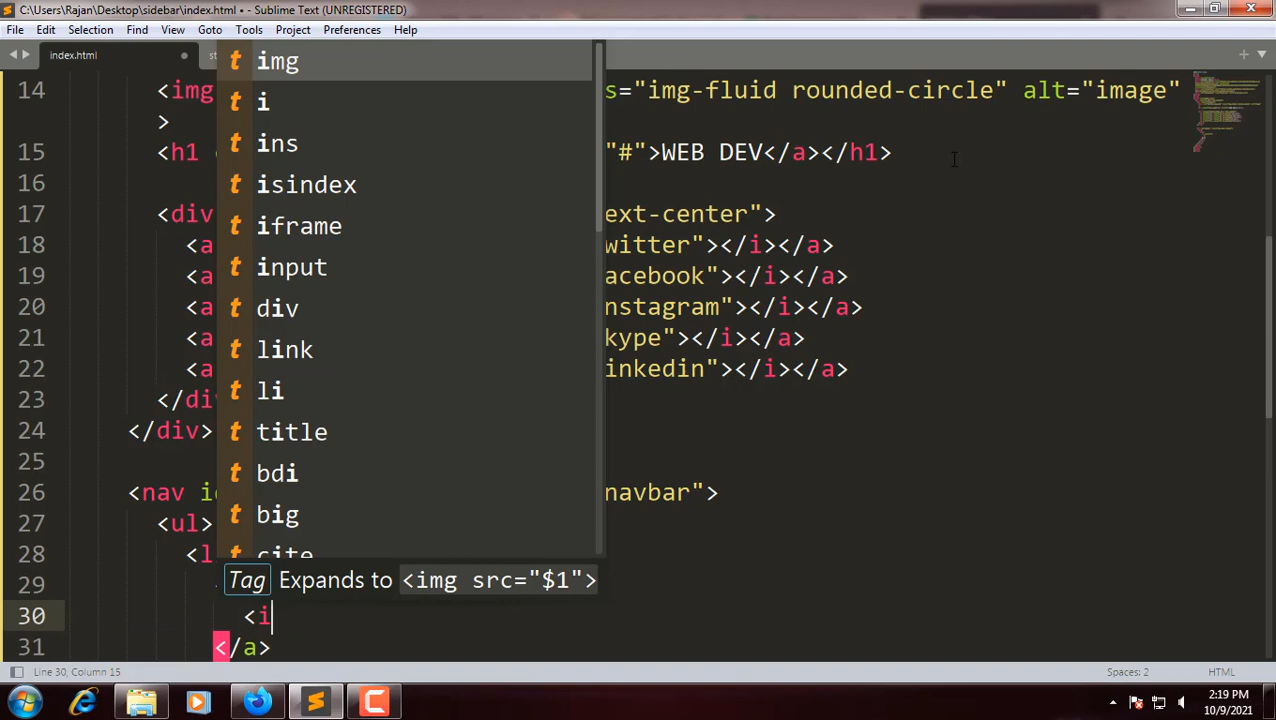 C:\Users\Rajan\Desktop\sidebar\index.html • - Sublime Text (UNREGISTERED)
File Edit Selection Find View Goto Tools Project Preferences Help
index.html
st
14 <img s="img-fluid rounded-circle" alt="image"
>
15 <h1 "#">WEB DEV</a></h1>
16
17 <div ext-center">
18 <a witter"></i></a>
19 <a acebook"></i></a>
20 <a nstagram"></i></a>
21 <a kype"></i></a>
22 <a inkedin"></i></a>
23 </div>
24 </div>
25
26 <nav i navbar">
27 <ul>
28 <l
29
30 <i
31 </a>
t img
t i
t ins
t isindex
t iframe
t input
t div
t link
t li
t title
t bdi
t big
t cite
Tag Expands to <img src="$1">
Line 30, Column 15 Spaces: 2 HTML
2:19 PM
10/9/2021